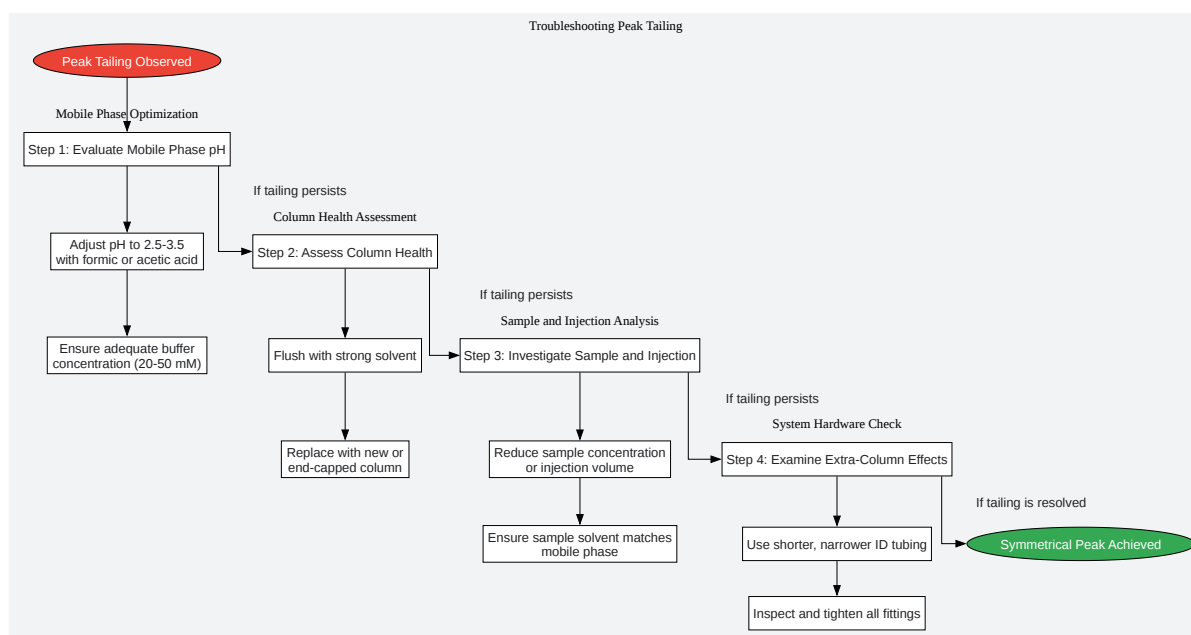 Troubleshooting Peak Tailing
Peak Tailing Observed
Mobile Phase Optimization
Step 1: Evaluate Mobile Phase pH
Adjust pH to 2.5-3.5
with formic or acetic acid
Ensure adequate buffer
concentration (20-50 mM)
If tailing persists
Column Health Assessment
Step 2: Assess Column Health
Flush with strong solvent
Replace with new or
end-capped column
If tailing persists
Sample and Injection Analysis
Step 3: Investigate Sample and Injection
Reduce sample concentration
or injection volume
Ensure sample solvent matches
mobile phase
If tailing persists
System Hardware Check
Step 4: Examine Extra-Column Effects
Use shorter, narrower ID tubing
Inspect and tighten all fittings
If tailing is resolved
Symmetrical Peak Achieved